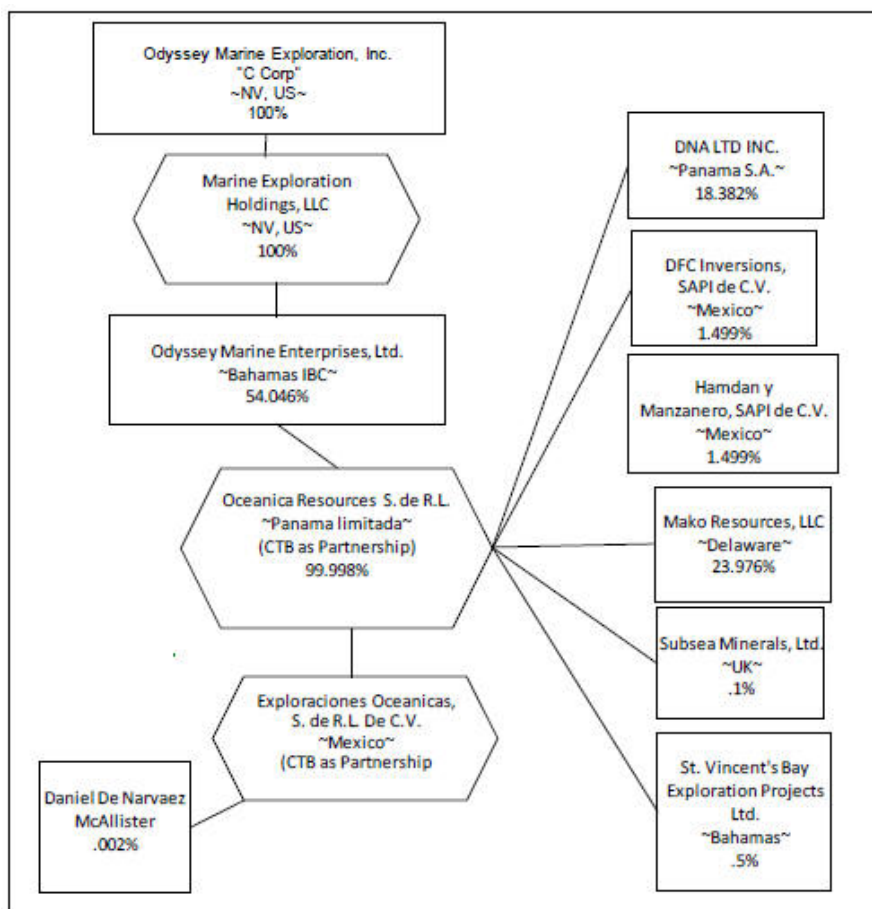 Odyssey Marine Exploration, Inc.
"C Corp"
~NV, US~
100%
Marine Exploration
Holdings, LLC
~NV, US~
100%
Odyssey Marine Enterprises, Ltd.
~Bahamas IBC~
54.046%
Oceanica Resources S. de R.L.
~Panama limitada~
(CTB as Partnership)
99.998%
Exploraciones Oceanicas,
S. de R.L. De C.V.
~Mexico~
(CTB as Partnership
Daniel De Narvaez
McAllister
.002%
DNA LTD INC.
~Panama S.A.~
18.382%
DFC Inversions,
SAPI de C.V.
~Mexico~
1.499%
Hamdan y
Manzanero, SAPI de C.V.
~Mexico~
1.499%
Mako Resources, LLC
~Delaware~
23.976%
Subsea Minerals, Ltd.
~UK~
.1%
St. Vincent's Bay
Exploration Projects
Ltd.
~Bahamas~
.5%